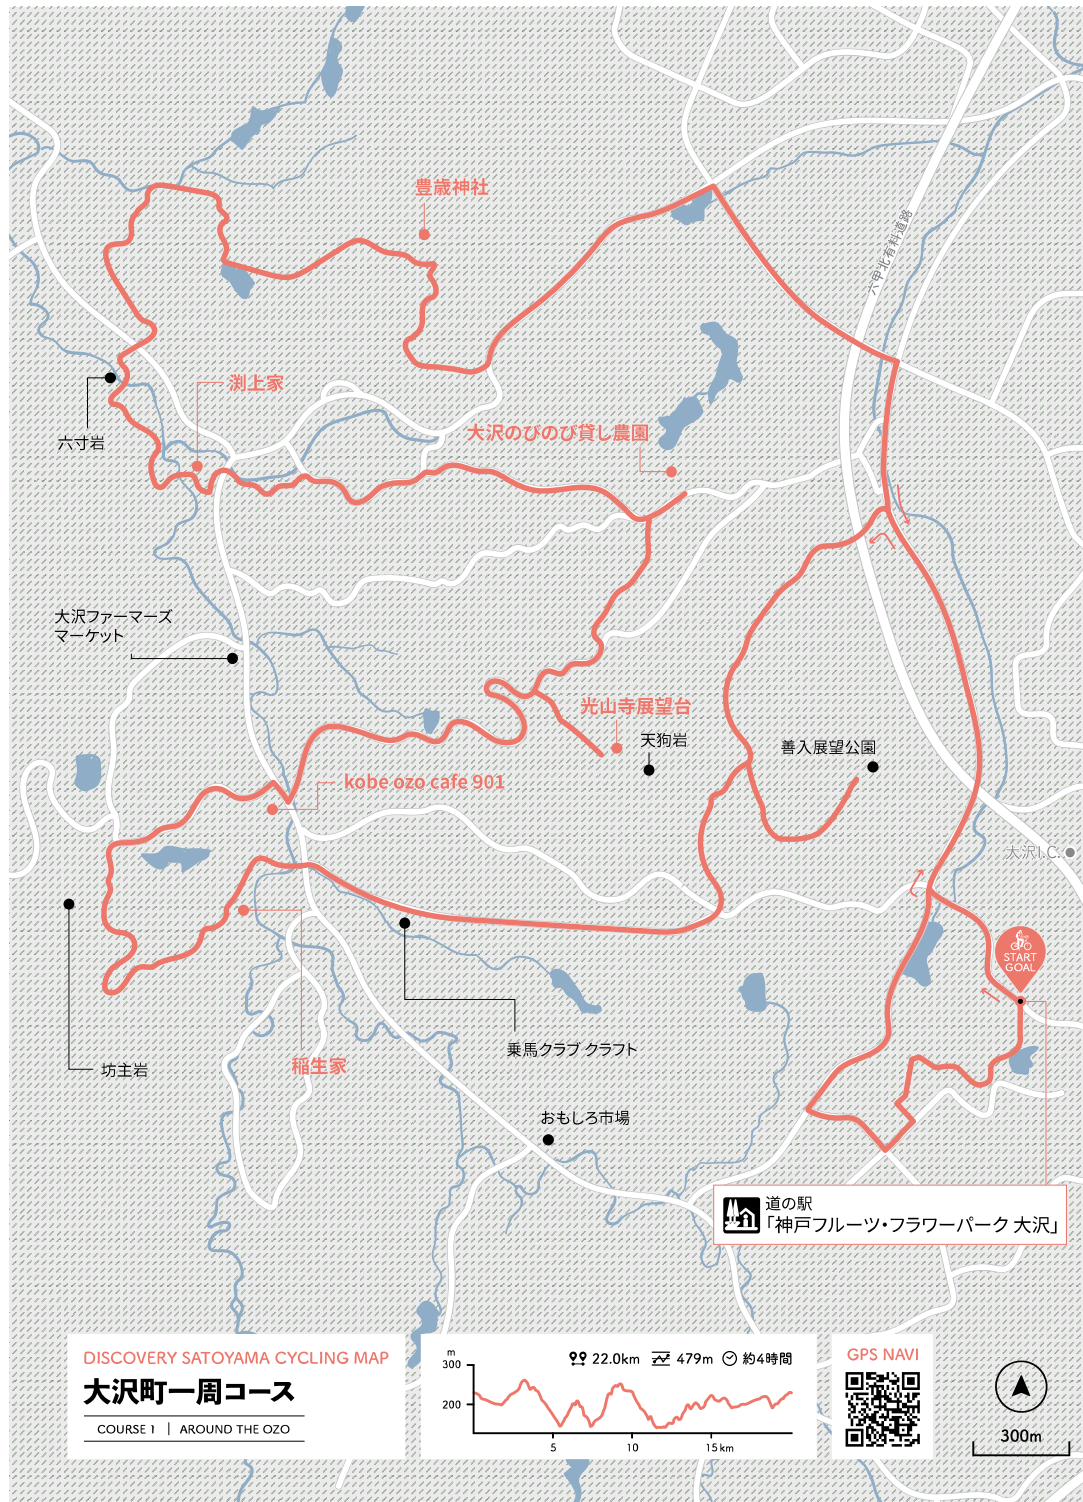 豊歳神社
六甲北有料道路
渕上家
六寸岩
大沢のびのび貸し農園
大沢ファーマーズ
マーケット
光山寺展望台
天狗岩
善入展望公園
kobe ozo cafe 901
大沢I.C.
START
GOAL
坊主岩
稲生家
乗馬クラブ クラフト
おもしろ市場
道の駅
「神戸フルーツ・フラワーパーク 大沢」
DISCOVERY SATOYAMA CYCLING MAP
大沢町一周コース
COURSE 1 | AROUND THE OZO
m
300
200
22.0km 479m 約4時間
5 10 15km
GPS NAVI
300m